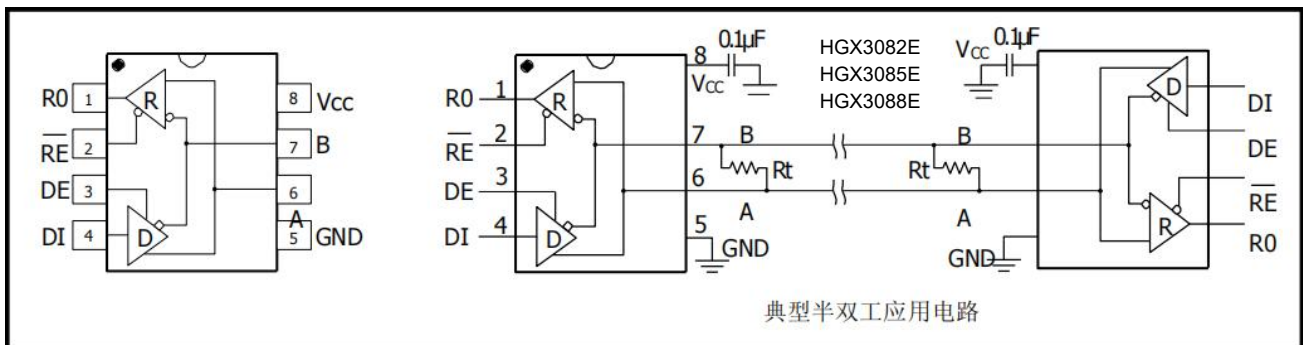 R0 1
RE 2
DE 3
DI 4
R
D
8 Vcc
7 B
6
A
5 GND
R0 1
RE 2
DE 3
DI 4
R
D
8
Vcc
0.1μF
7
6
5
GND
B
A
Rt
HGX3082E
HGX3085E
HGX3088E
Vcc
0.1μF
B
Rt
A
GND
D
R
DI
DE
RE
R0
典型半双工应用电路